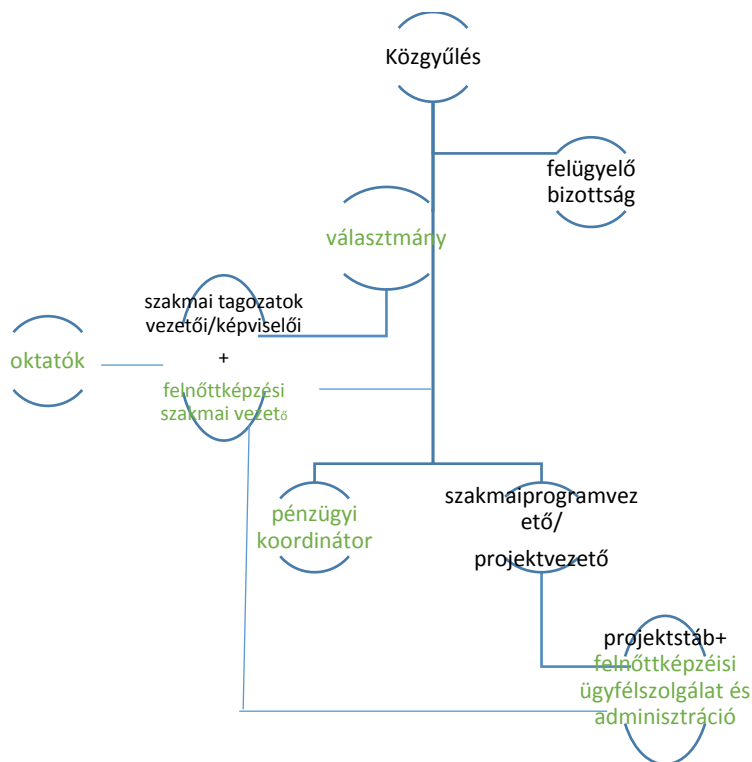 Közgyűlés
felügyelő
bizottság
választmány
szakmai tagozatok
vezetői/képviselői
+
felnőttképzési
szakmai vezető
oktatók
pénzügyi
koordinátor
szakmaiprogramvez
ető/
projektvezető
projektstáb+
felnőttképzéisi
ügyfélszolgálat és
adminisztráció